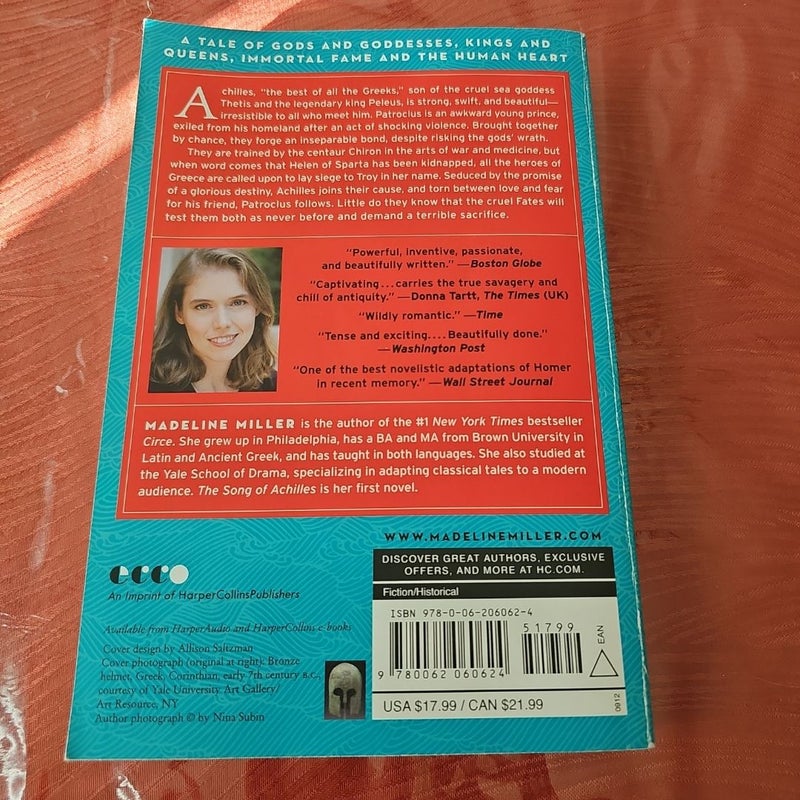 A TALE OF GODS AND GODDESSES, KINGS AND
QUEENS, IMMORTAL FAME AND THE HUMAN HEART
Achilles, "the best of all the Greeks," son of the cruel sea goddess
Thetis and the legendary king Peleus, is strong, swift, and beautiful—
irresistible to all who meet him. Patroclus is an awkward young prince,
exiled from his homeland after an act of shocking violence. Brought together
by chance, they forge an inseparable bond, despite risking the gods' wrath.
They are trained by the centaur Chiron in the arts of war and medicine, but
when word comes that Helen of Sparta has been kidnapped, all the heroes of
Greece are called upon to lay siege to Troy in her name. Seduced by the promise
of a glorious destiny, Achilles joins their cause, and torn between love and fear
for his friend, Patroclus follows. Little do they know that the cruel Fates will
test them both as never before and demand a terrible sacrifice.
"Powerful, inventive, passionate,
and beautifully written." —Boston Globe
"Captivating...carries the true savagery and
chill of antiquity." —Donna Tartt, The Times (UK)
"Wildly romantic." —Time
"Tense and exciting....Beautifully done."
—Washington Post
"One of the best novelistic adaptations of Homer
in recent memory." —Wall Street Journal
MADELINE MILLER is the author of the #1 New York Times bestseller
Circe. She grew up in Philadelphia, has a BA and MA from Brown University in
Latin and Ancient Greek, and has taught in both languages. She also studied at
the Yale School of Drama, specializing in adapting classical tales to a modern
audience. The Song of Achilles is her first novel.
WWW.MADELINEMILLER.COM
DISCOVER GREAT AUTHORS, EXCLUSIVE
OFFERS, AND MORE AT HC.COM.
ecco
An Imprint of HarperCollinsPublishers
Available from HarperAudio and HarperCollins e-books
Cover design by Allison Saltzman
Cover photograph (original at right): Bronze
helmet, Greek, Corinthian, early 7th century B.C.,
courtesy of Yale University Art Gallery/
Art Resource, NY
Author photograph © by Nina Subin
Fiction/Historical
ISBN 978-0-06-206062-4
51799
EAN
9 780062 060624
USA $17.99 / CAN $21.99
0912